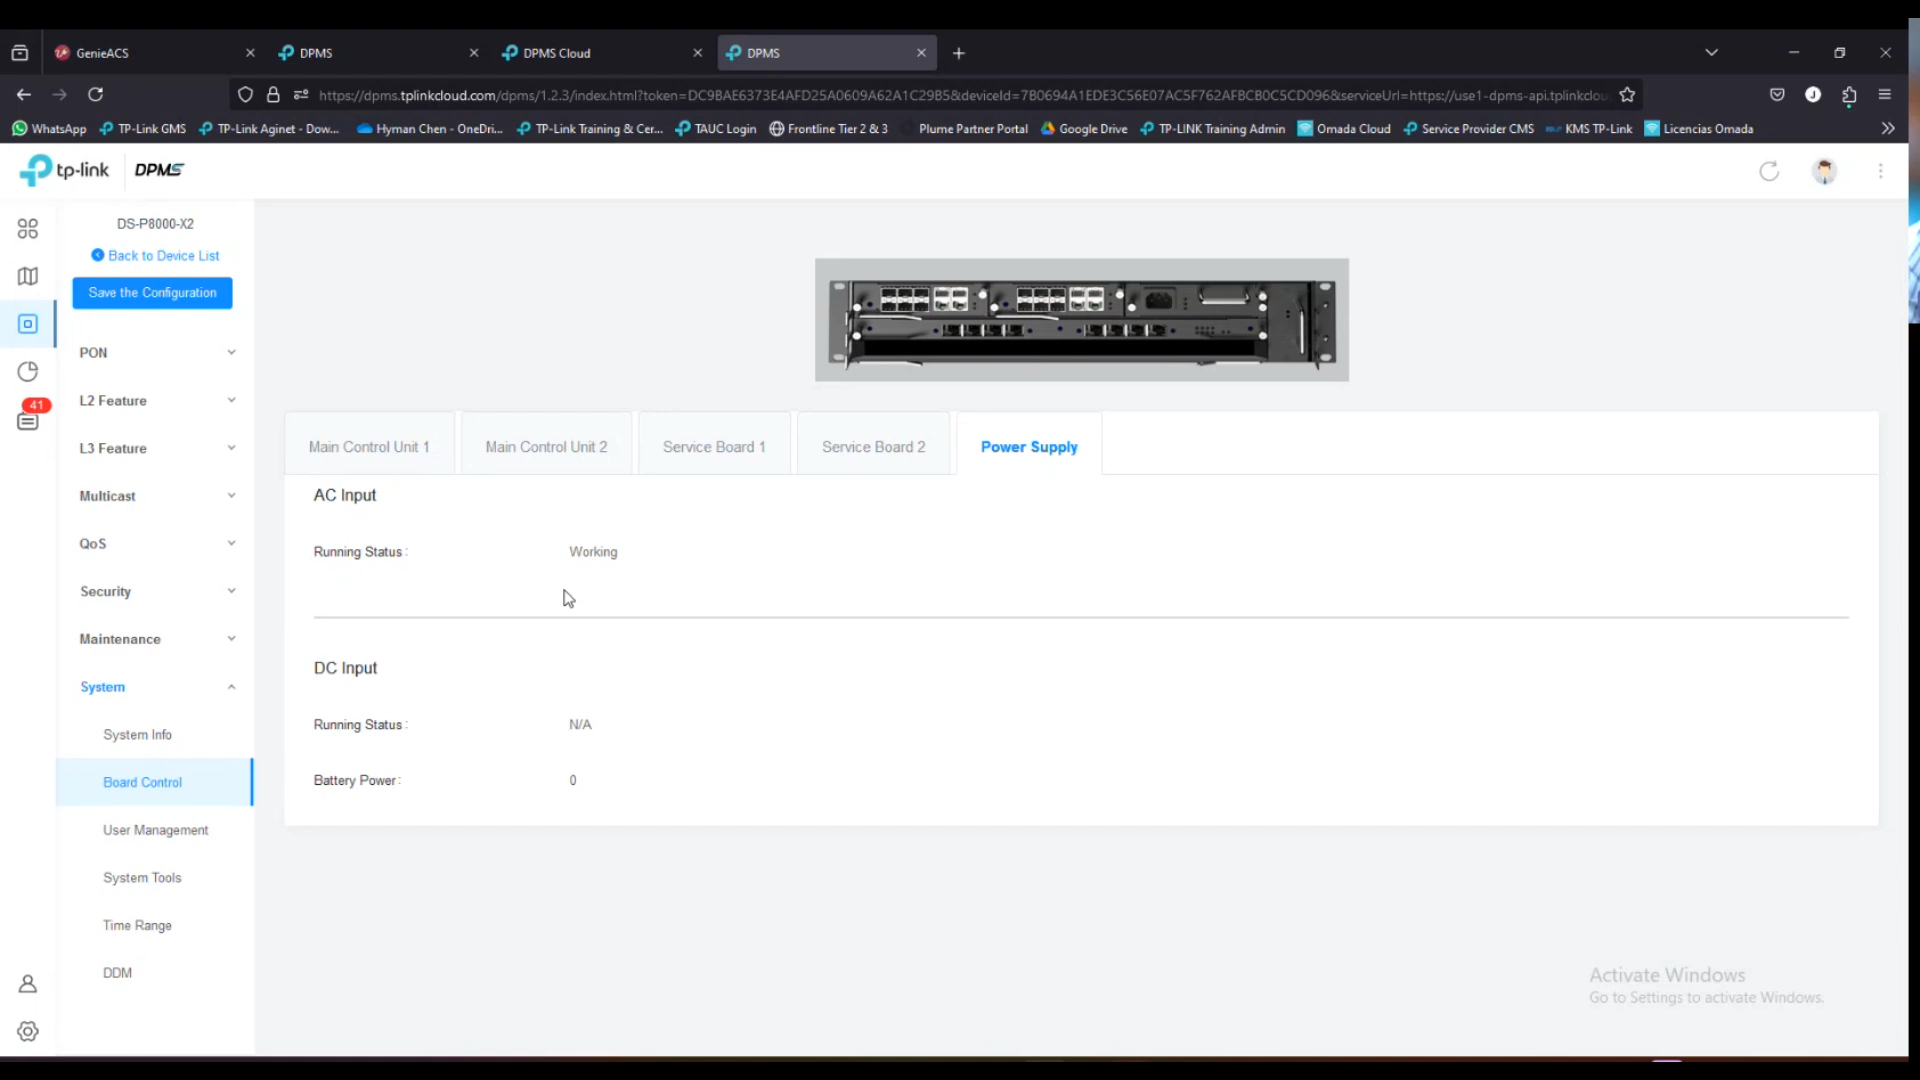 GenieACS
DPMS
DPMS Cloud
DPMS
https://dpms.tplinkcloud.com/dpms/1.2.3/index.html?token=DC9BAE6373E4AFD25A0609A62A1C29B5&deviceId=7B0694A1EDE3C56E07AC5F762AFBCB0C5CD096&serviceUrl=https://use1-dpms-api.tplinkclou
J
WhatsApp
TP-Link GMS
TP-Link Aginet - Dow...
Hyman Chen - OneDri...
TP-Link Training & Cer...
TAUC Login
Frontline Tier 2 & 3
Plume Partner Portal
Google Drive
TP-LINK Training Admin
Omada Cloud
Service Provider CMS
KMS TP-Link
Licencias Omada
tp-link
DPMS
DS-P8000-X2
Back to Device List
Save the Configuration
PON
L2 Feature
41
L3 Feature
Multicast
QoS
Security
Maintenance
System
System Info
Board Control
User Management
System Tools
Time Range
DDM
Main Control Unit 1
Main Control Unit 2
Service Board 1
Service Board 2
Power Supply
AC Input
Running Status : Working
DC Input
Running Status : N/A
Battery Power : 0
Activate Windows
Go to Settings to activate Windows.